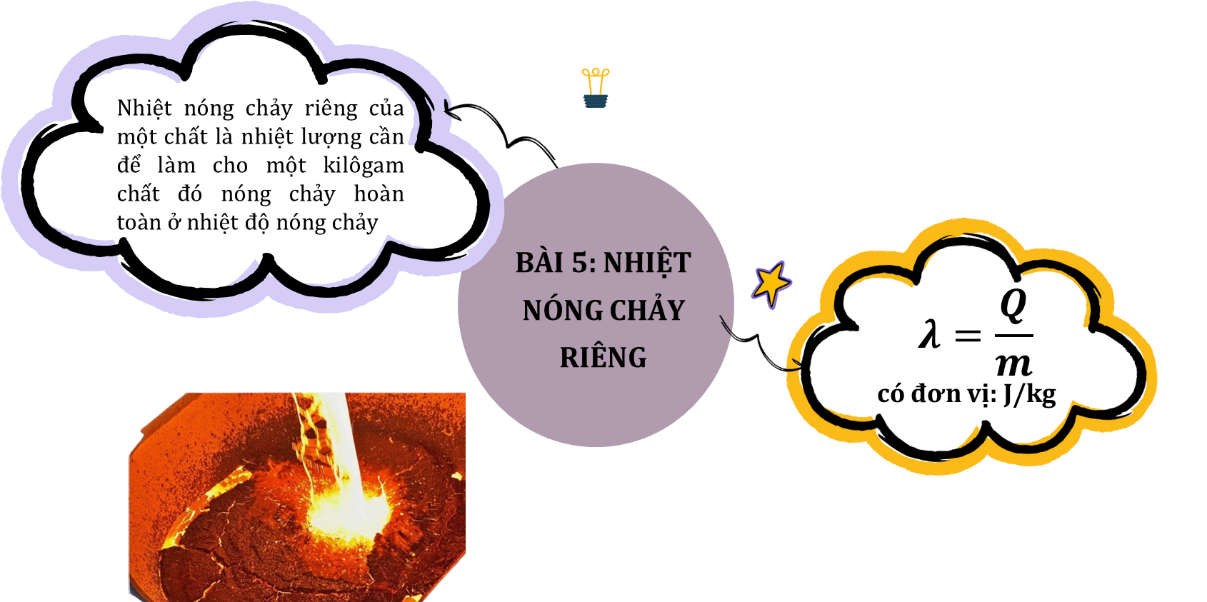 Nhiệt nóng chảy riêng của
một chất là nhiệt lượng cần
để làm cho một kilôgam
chất đó nóng chảy hoàn
toàn ở nhiệt độ nóng chảy
BÀI 5: NHIỆT
NÓNG CHẢY
RIÊNG
λ = Q/m
có đơn vị: J/kg